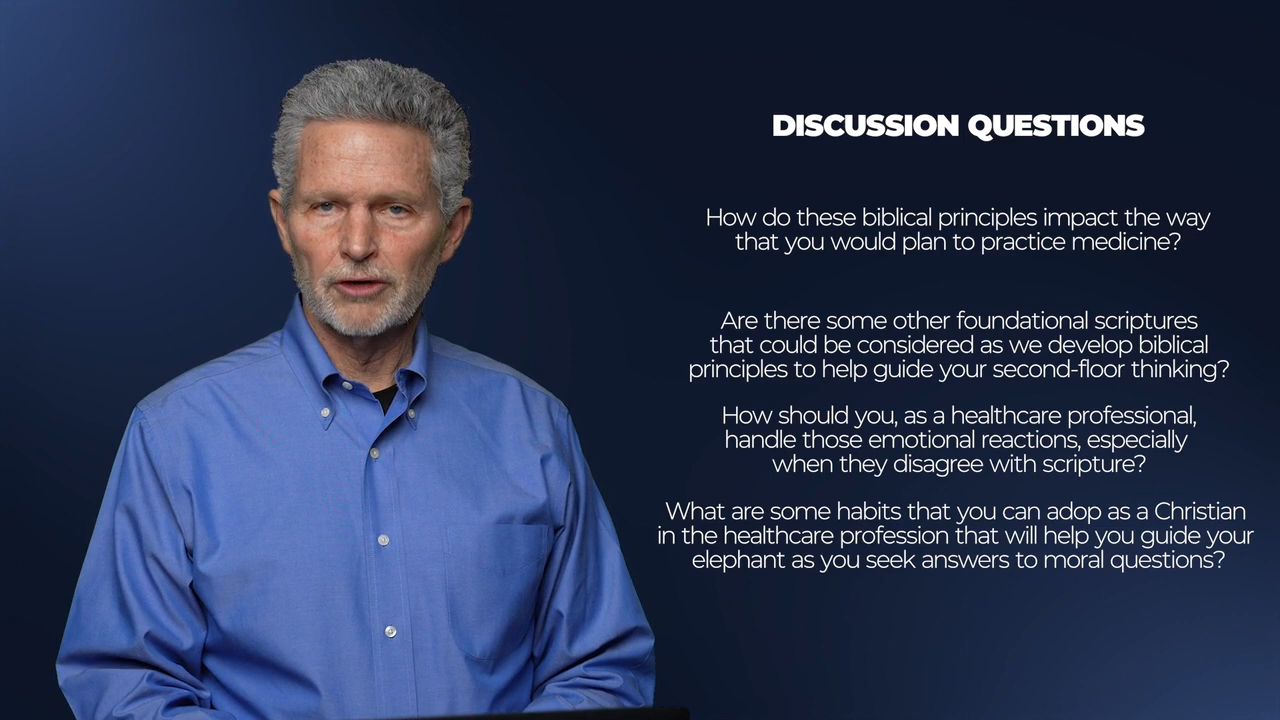 DISCUSSION QUESTIONS
How do these biblical principles impact the way
that you would plan to practice medicine?
Are there some other foundational scriptures
that could be considered as we develop biblical
principles to help guide your second-floor thinking?
How should you, as a healthcare professional,
handle those emotional reactions, especially
when they disagree with scripture?
What are some habits that you can adop as a Christian
in the healthcare profession that will help you guide your
elephant as you seek answers to moral questions?